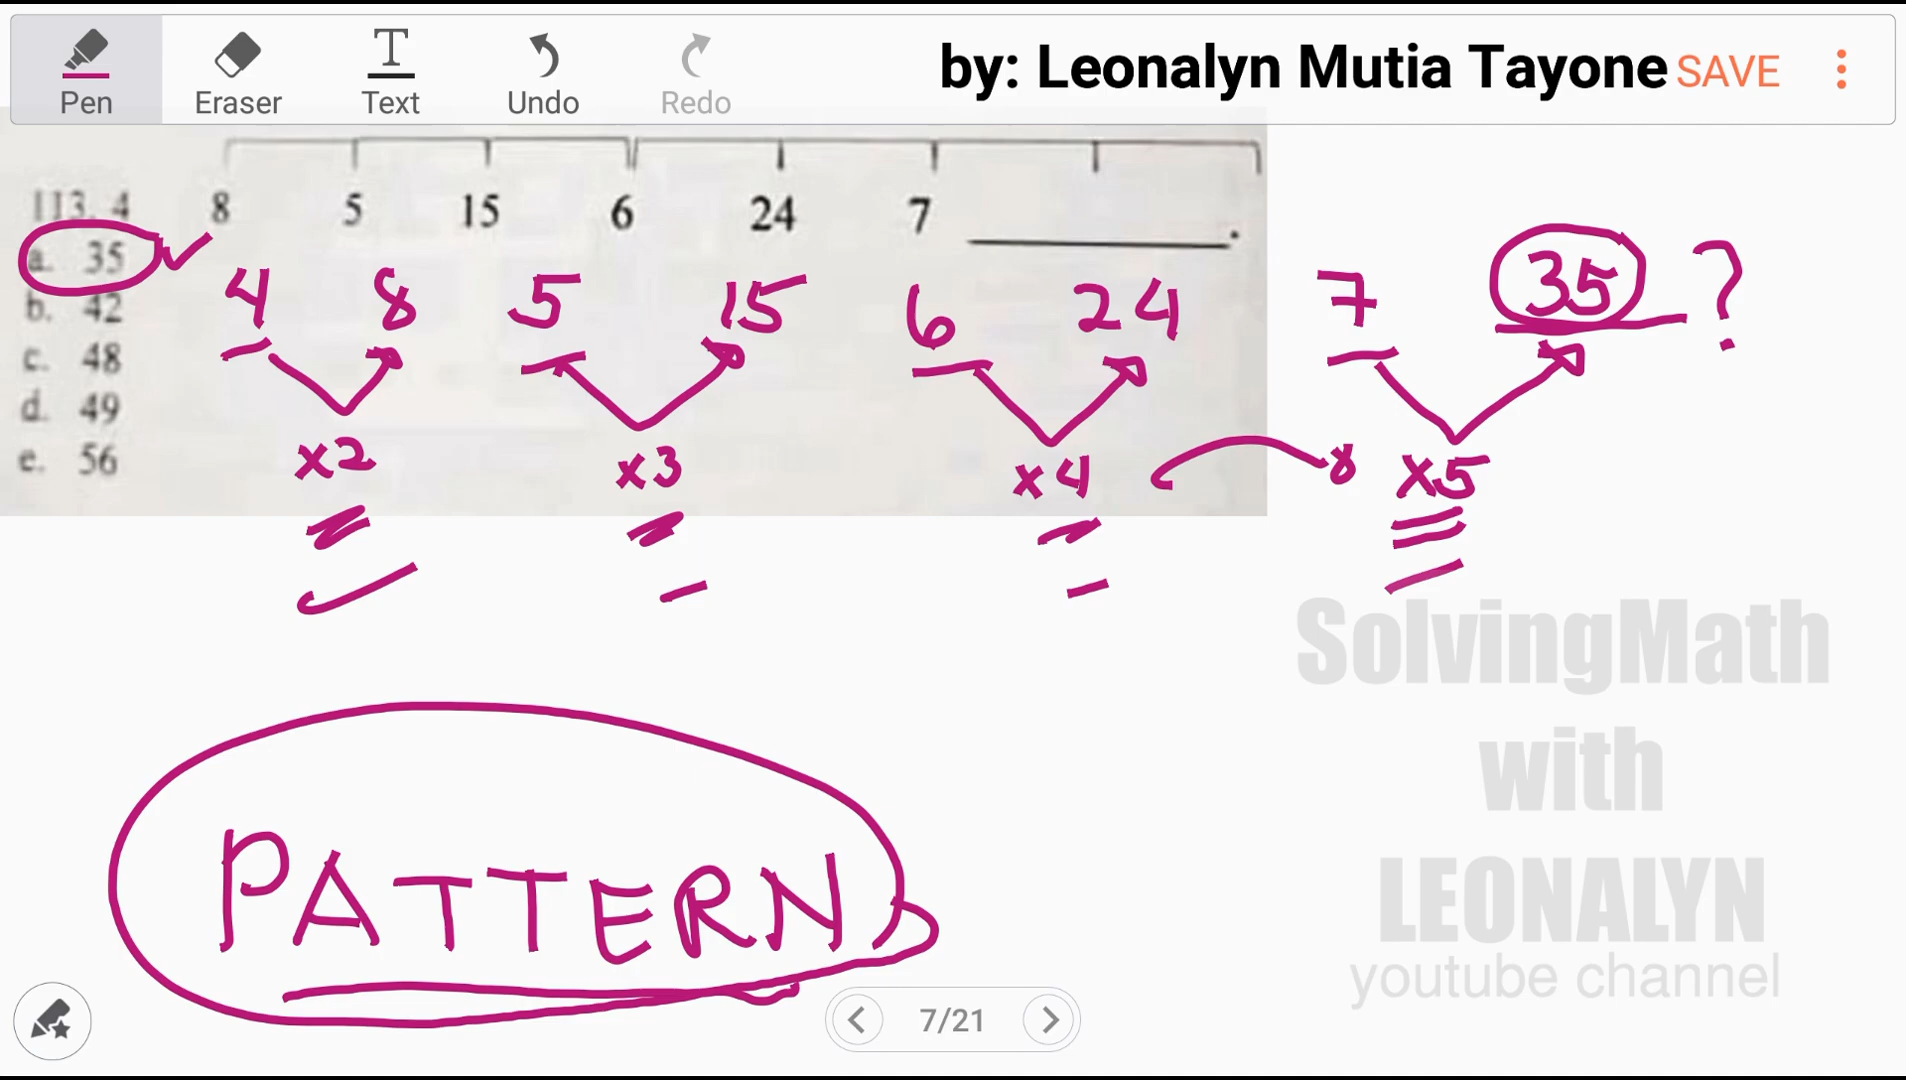 Pen Eraser Text Undo Redo by: Leonalyn Mutia Tayone SAVE
113. 4 8 5 15 6 24 7 ____________.
a. 35
b. 42
c. 48
d. 49
e. 56
4 8 5 15 6 24 7 35 ?
x2 x3 x4 x5
SolvingMath
with
LEONALYN
youtube channel
PATTERN
7/21